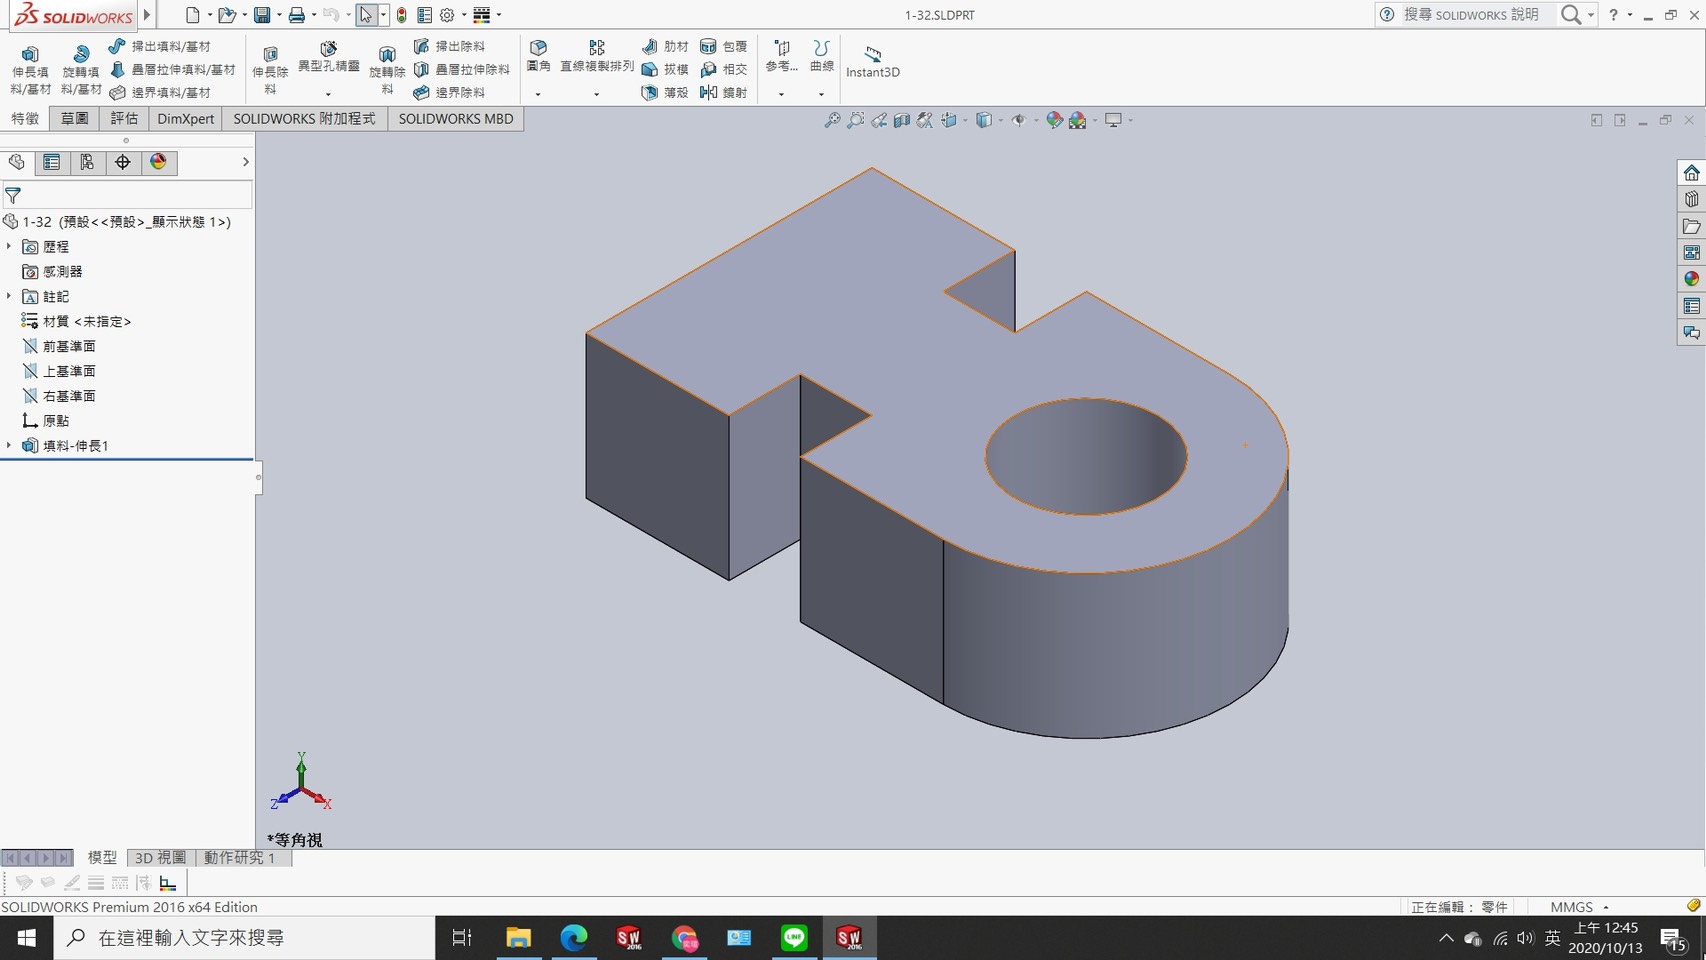 SOLIDWORKS
1-32.SLDPRT
搜尋 SOLIDWORKS 說明
伸長填料/基材
旋轉填料/基材
掃出填料/基材
疊層拉伸填料/基材
邊界填料/基材
伸長除料
異型孔精靈
旋轉除料
掃出除料
疊層拉伸除料
邊界除料
圓角
直線複製排列
肋材
拔模
薄殼
包覆
相交
鏡射
參考...
曲線
Instant3D
特徵
草圖
評估
DimXpert
SOLIDWORKS 附加程式
SOLIDWORKS MBD
1-32 (預設<<預設>_顯示狀態 1>)
歷程
感測器
註記
材質 <未指定>
前基準面
上基準面
右基準面
原點
填料-伸長1
Y
Z
X
*等角視
模型
3D 視圖
動作研究 1
SOLIDWORKS Premium 2016 x64 Edition
正在編輯： 零件
MMGS
在這裡輸入文字來搜尋
SW
2016
LINE
SW
2016
英
上午 12:45
2020/10/13
15